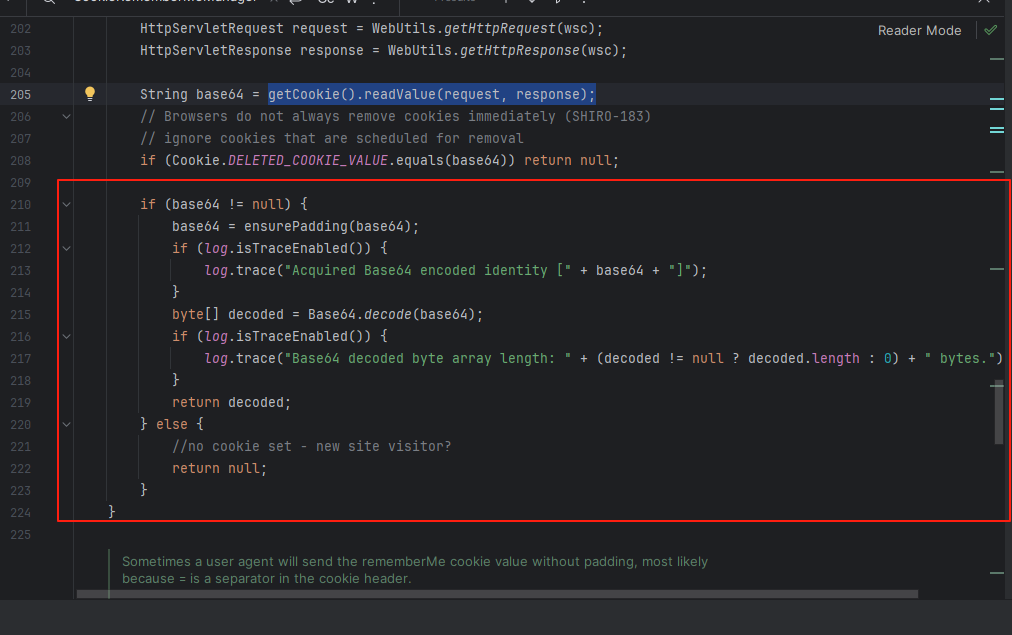 202 HttpServletRequest request = WebUtils.getHttpRequest(wsc);
Reader Mode
203 HttpServletResponse response = WebUtils.getHttpResponse(wsc);
204
205 String base64 = getCookie().readValue(request, response);
206 // Browsers do not always remove cookies immediately (SHIRO-183)
207 // ignore cookies that are scheduled for removal
208 if (Cookie.DELETED_COOKIE_VALUE.equals(base64)) return null;
209
210 if (base64 != null) {
211 base64 = ensurePadding(base64);
212 if (log.isTraceEnabled()) {
213 log.trace("Acquired Base64 encoded identity [" + base64 + "]");
214 }
215 byte[] decoded = Base64.decode(base64);
216 if (log.isTraceEnabled()) {
217 log.trace("Base64 decoded byte array length: " + (decoded != null ? decoded.length : 0) + " bytes.")
218 }
219 return decoded;
220 } else {
221 //no cookie set - new site visitor?
222 return null;
223 }
224 }
225
Sometimes a user agent will send the rememberMe cookie value without padding, most likely
because = is a separator in the cookie header.